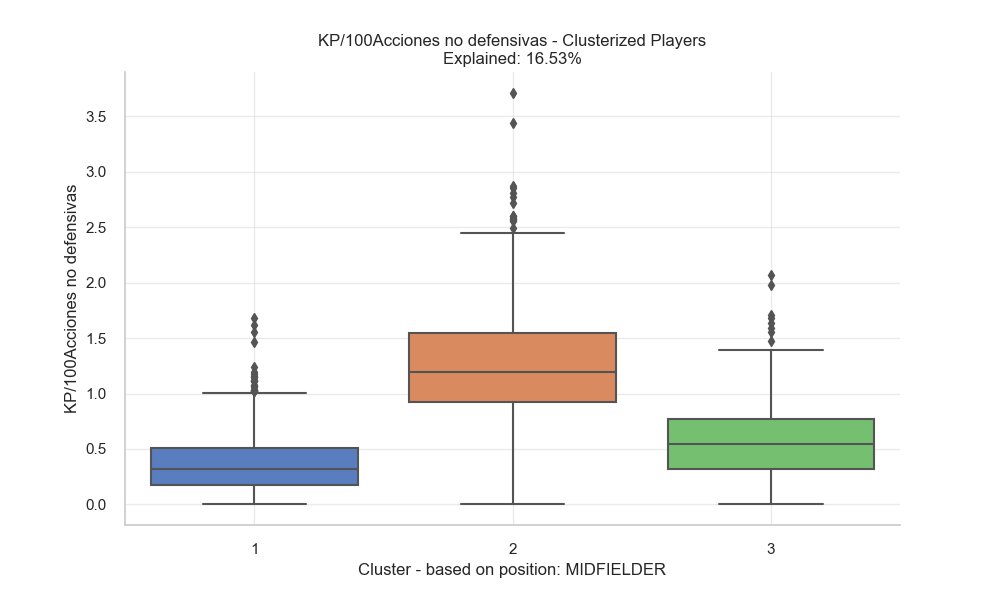 KP/100Acciones no defensivas - Clusterized Players
Explained: 16.53%
KP/100Acciones no defensivas
3.5
3.0
2.5
2.0
1.5
1.0
0.5
0.0
1 2 3
Cluster - based on position: MIDFIELDER